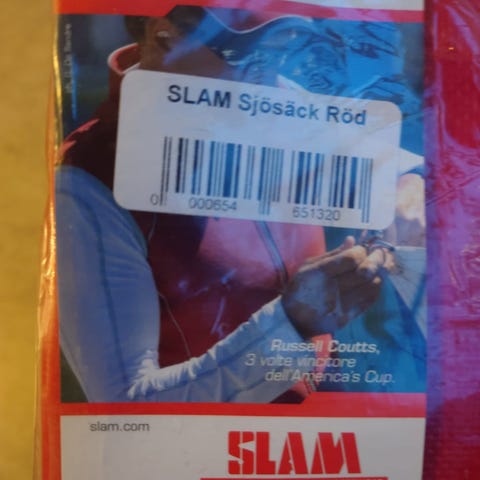 SLAM Sjösäck Röd
0 000654 651320
Russell Coutts,
3 volte vincitore
dell'America's Cup.
slam.com
SLAM